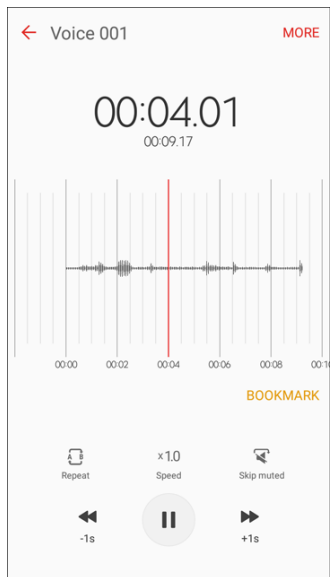 Voice 001 MORE
00:04.01
00:09.17
00:00 00:02 00:04 00:06 00:08 00:10
BOOKMARK
A B x1.0
Repeat Speed Skip muted
-1s +1s